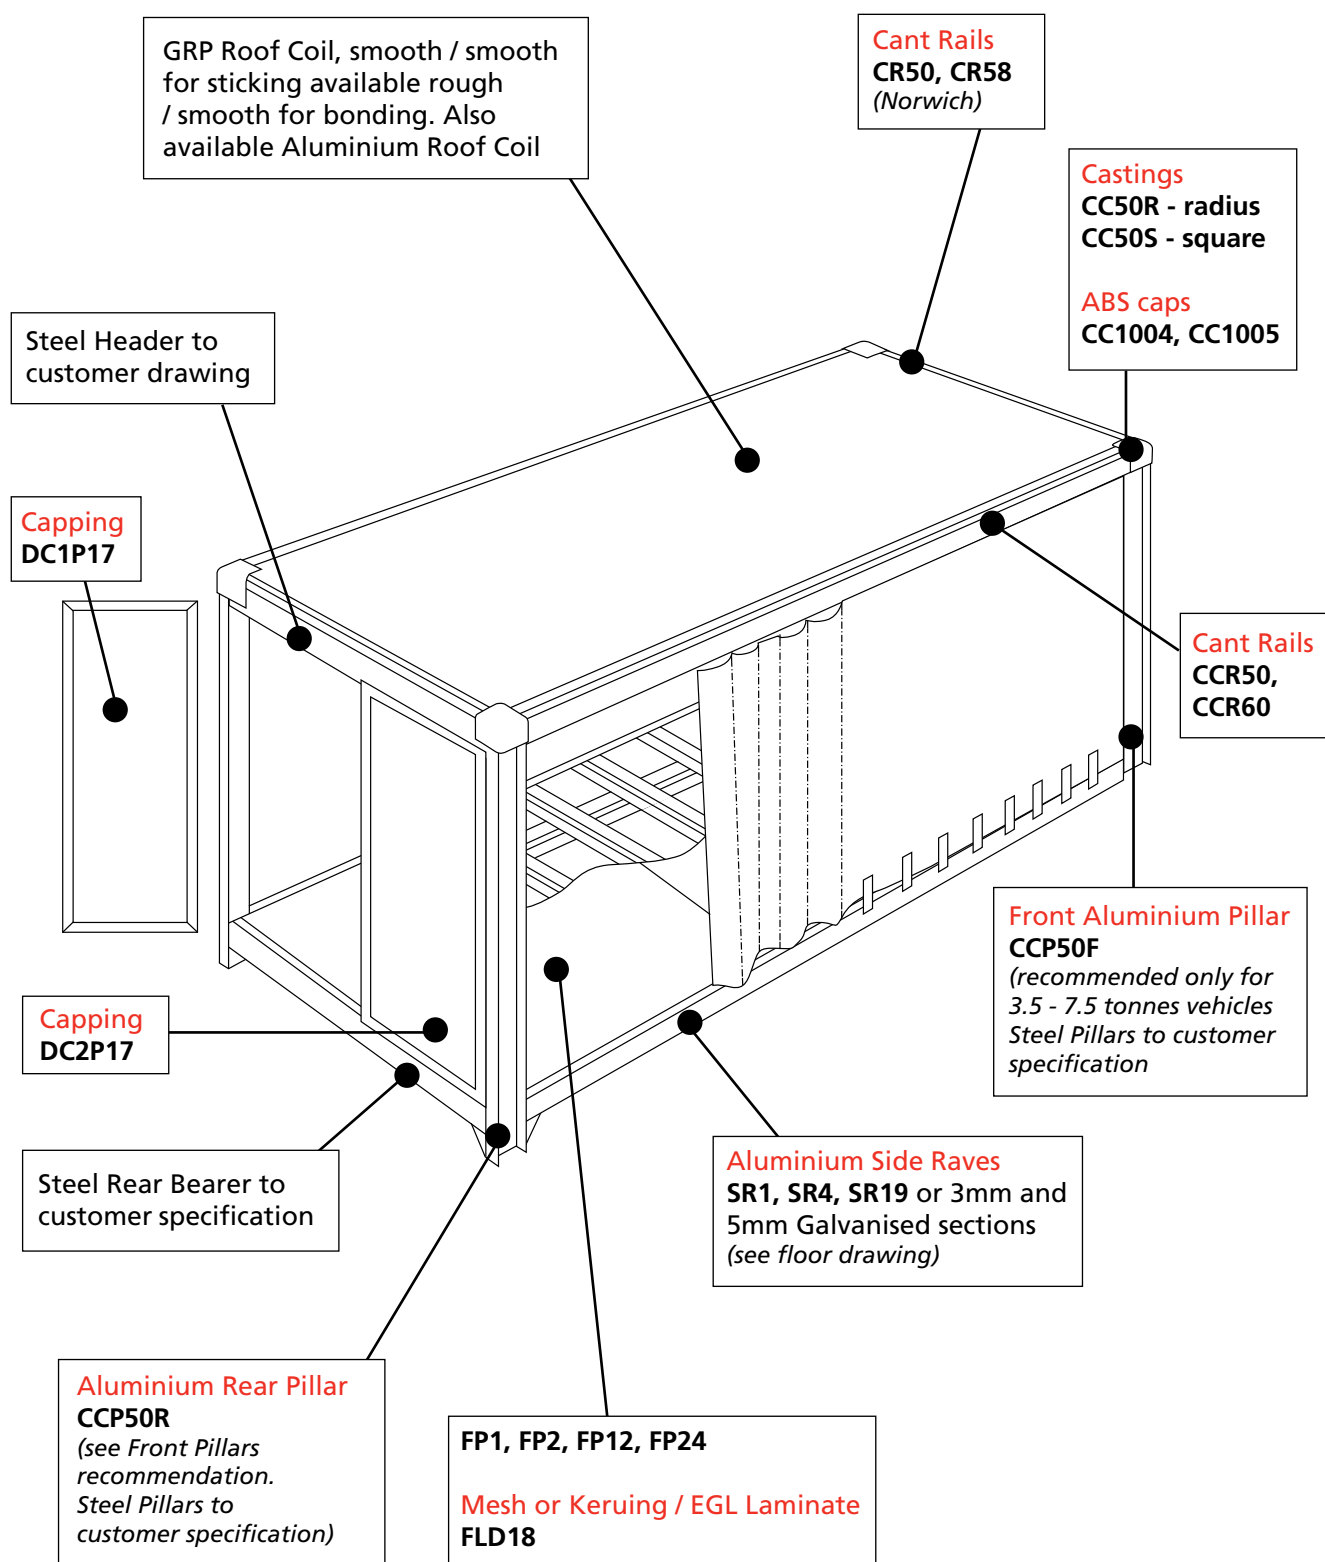 GRP Roof Coil, smooth / smooth
for sticking available rough
/ smooth for bonding. Also
available Aluminium Roof Coil
Cant Rails
CR50, CR58
(Norwich)
Castings
CC50R - radius
CC50S - square
ABS caps
CC1004, CC1005
Steel Header to
customer drawing
Capping
DC1P17
Cant Rails
CCR50,
CCR60
Front Aluminium Pillar
CCP50F
(recommended only for
3.5 - 7.5 tonnes vehicles
Steel Pillars to customer
specification
Capping
DC2P17
Steel Rear Bearer to
customer specification
Aluminium Side Raves
SR1, SR4, SR19 or 3mm and
5mm Galvanised sections
(see floor drawing)
Aluminium Rear Pillar
CCP50R
(see Front Pillars
recommendation.
Steel Pillars to
customer specification)
FP1, FP2, FP12, FP24
Mesh or Keruing / EGL Laminate
FLD18